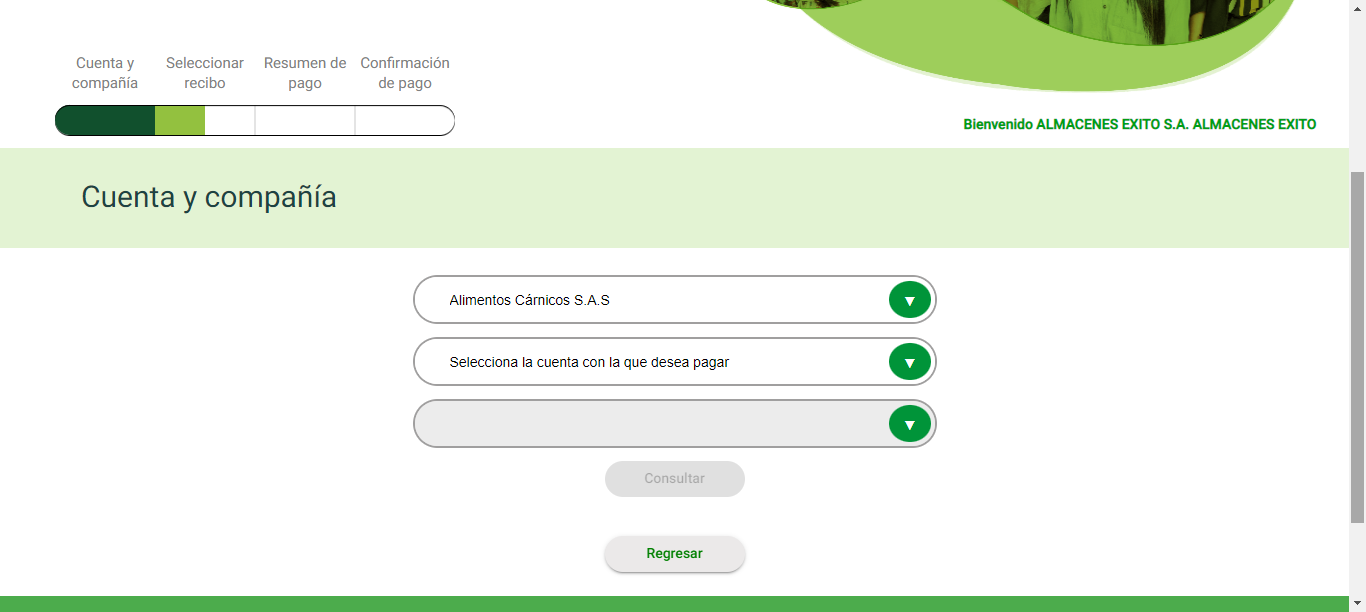 Cuenta y compañía
Seleccionar recibo
Resumen de pago
Confirmación de pago
Bienvenido ALMACENES EXITO S.A. ALMACENES EXITO
Cuenta y compañía
Alimentos Cárnicos S.A.S
Selecciona la cuenta con la que desea pagar
Consultar
Regresar